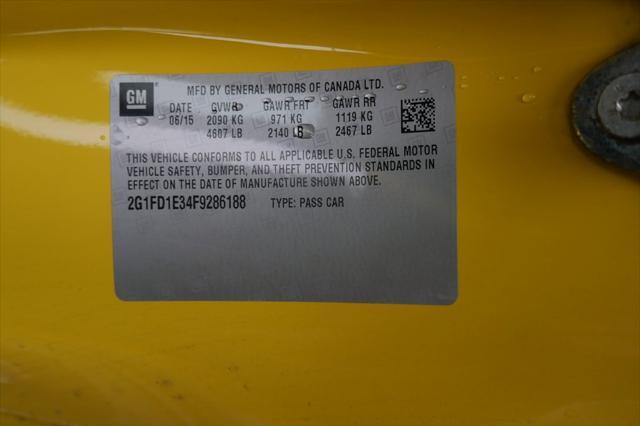 GM
MFD BY GENERAL MOTORS OF CANADA LTD.
DATE GVWR GAWR FRT GAWR RR
06/15 2090 KG 971 KG 1119 KG
4607 LB 2140 LB 2467 LB
THIS VEHICLE CONFORMS TO ALL APPLICABLE U.S. FEDERAL MOTOR
VEHICLE SAFETY, BUMPER, AND THEFT PREVENTION STANDARDS IN
EFFECT ON THE DATE OF MANUFACTURE SHOWN ABOVE.
2G1FD1E34F9286188 TYPE: PASS CAR